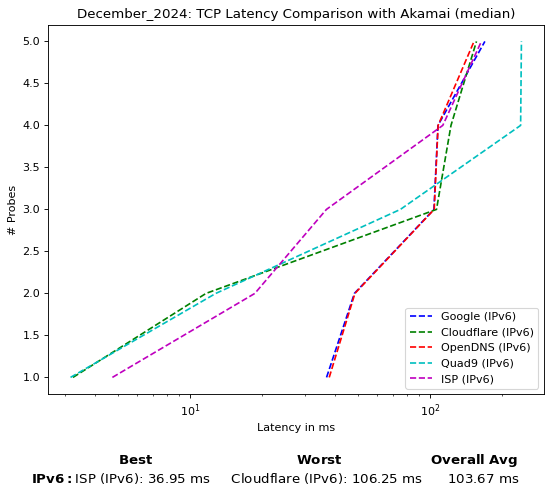 December_2024: TCP Latency Comparison with Akamai (median)
5.0
4.5
4.0
3.5
3.0
2.5
2.0
1.5
1.0
# Probes
Google (IPv6)
Cloudflare (IPv6)
OpenDNS (IPv6)
Quad9 (IPv6)
ISP (IPv6)
10¹ 10²
Latency in ms
Best Worst Overall Avg
IPv6: ISP (IPv6): 36.95 ms Cloudflare (IPv6): 106.25 ms 103.67 ms